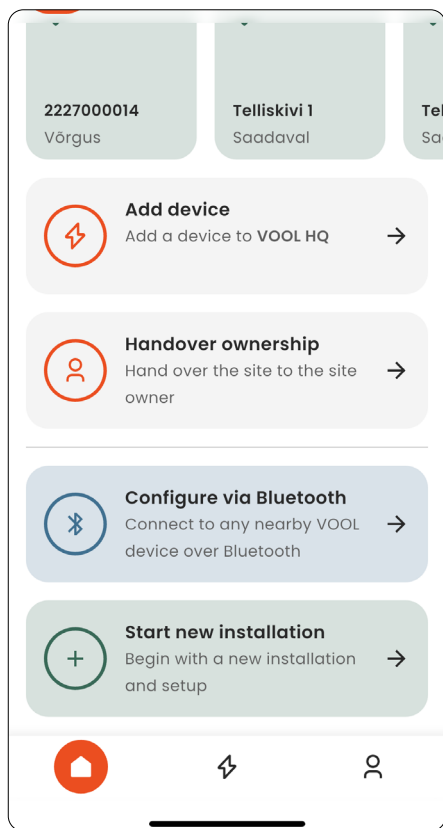 2227000014
Telliskivi 1
Võrgus
Saadaval
Add device
Add a device to VOOL HQ
Handover ownership
Hand over the site to the site
owner
Configure via Bluetooth
Connect to any nearby VOOL
device over Bluetooth
Start new installation
Begin with a new installation
and setup